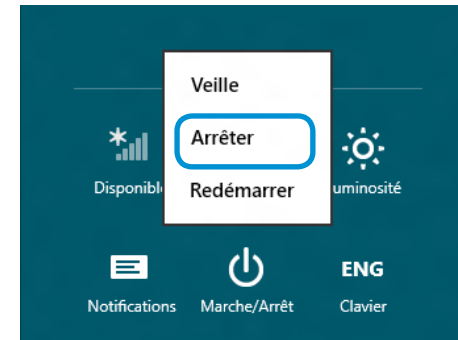 Veille
Arrêter
Redémarrer
Disponibl
uminosité
ENG
Notifications
Marche/Arrêt
Clavier